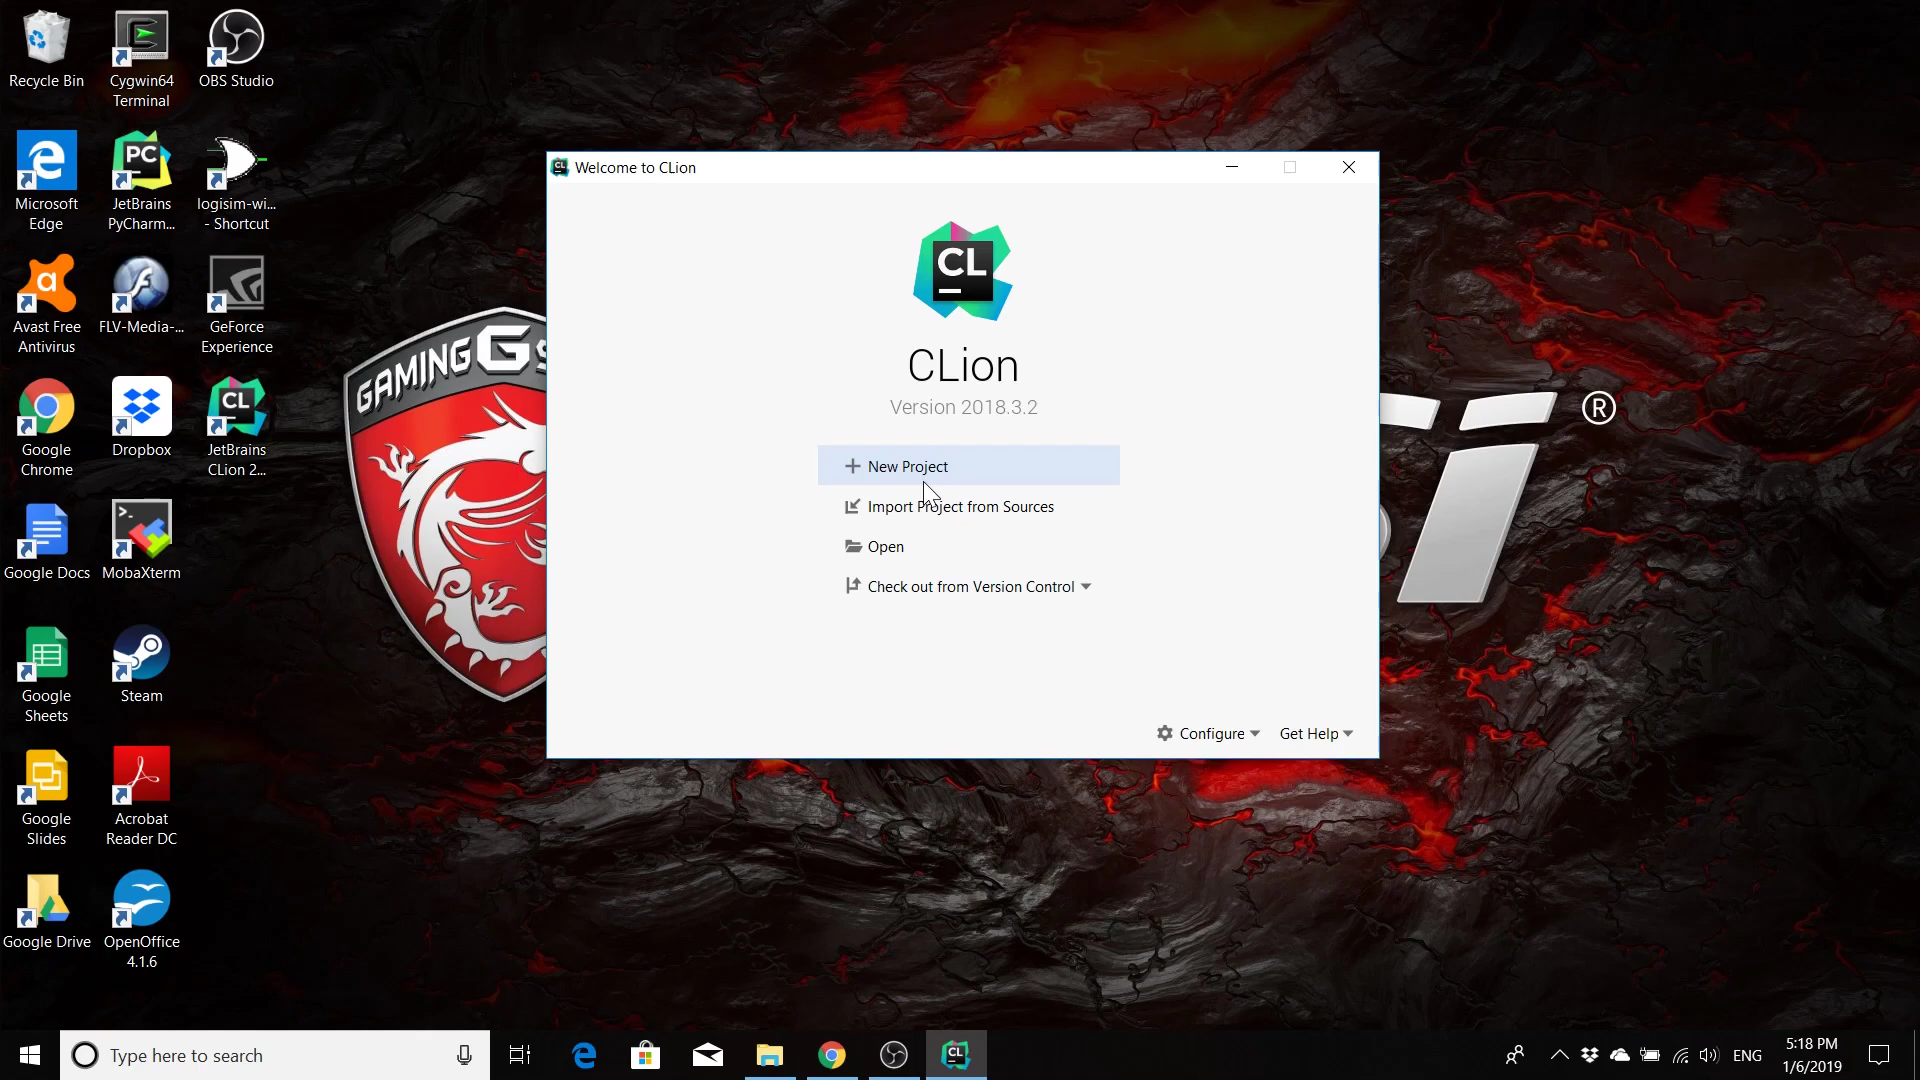 Recycle Bin
Cygwin64
Terminal
OBS Studio
Microsoft
Edge
PC
JetBrains
PyCharm...
logisim-wi...
- Shortcut
Avast Free
Antivirus
FLV-Media-...
GeForce
Experience
Google
Chrome
Dropbox
CL
JetBrains
CLion 2...
Google Docs
MobaXterm
Google
Sheets
Steam
Google
Slides
Acrobat
Reader DC
Google Drive
OpenOffice
4.1.6
GAMING G
®
CL
Welcome to CLion
CL
CLion
Version 2018.3.2
New Project
Import Project from Sources
Open
Check out from Version Control
Configure
Get Help
Type here to search
CL
ENG
5:18 PM
1/6/2019